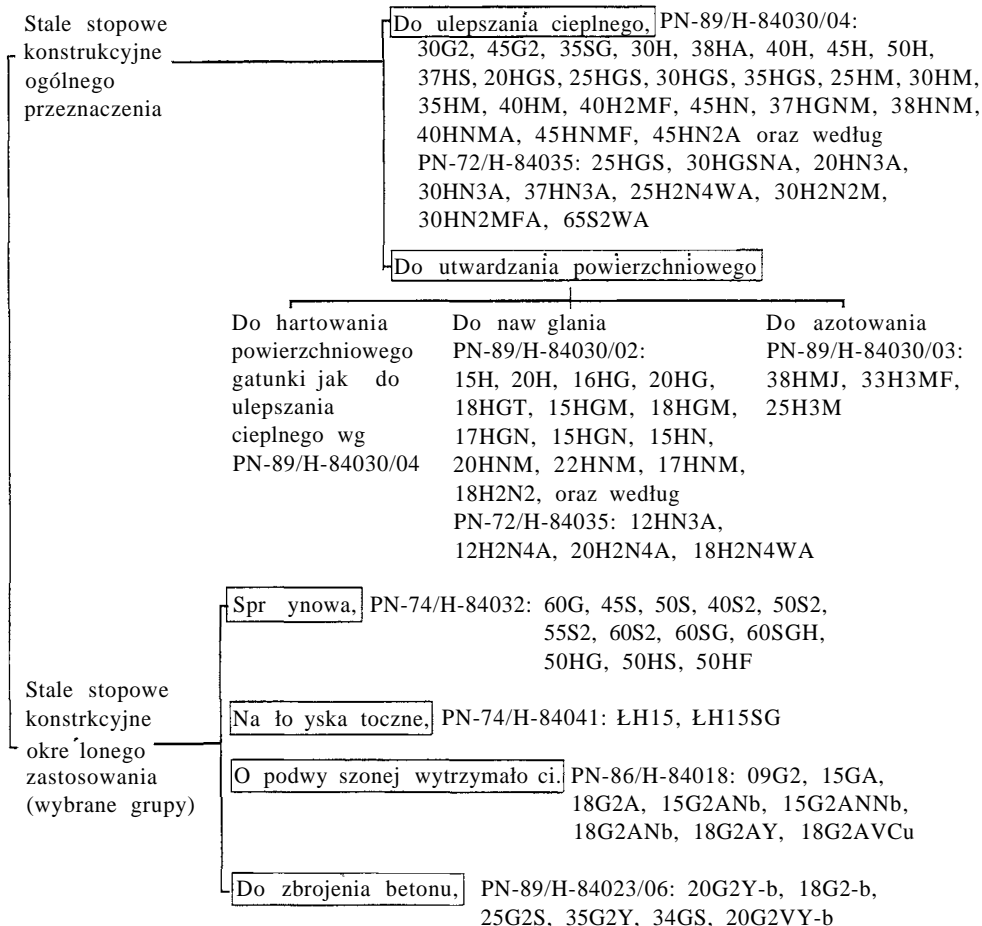 Stale stopowe
konstrukcyjne
ogólnego
przeznaczenia
Do ulepszania cieplnego, PN-89/H-84030/04:
30G2, 45G2, 35SG, 30H, 38HA, 40H, 45H, 50H,
37HS, 20HGS, 25HGS, 30HGS, 35HGS, 25HM, 30HM,
35HM, 40HM, 40H2MF, 45HN, 37HGNM, 38HNM,
40HNMA, 45HNMF, 45HN2A oraz według
PN-72/H-84035: 25HGS, 30HGSNA, 20HN3A,
30HN3A, 37HN3A, 25H2N4WA, 30H2N2M,
30HN2MFA, 65S2WA
Do utwardzania powierzchniowego
Do hartowania
powierzchniowego
gatunki jak do
ulepszania
cieplnego wg
PN-89/H-84030/04
Do naw glania
PN-89/H-84030/02:
15H, 20H, 16HG, 20HG,
18HGT, 15HGM, 18HGM,
17HGN, 15HGN, 15HN,
20HNM, 22HNM, 17HNM,
18H2N2, oraz według
PN-72/H-84035: 12HN3A,
12H2N4A, 20H2N4A, 18H2N4WA
Do azotowania
PN-89/H-84030/03:
38HMJ, 33H3MF,
25H3M
Stale stopowe
konstrkcyjne
okre ́lonego
zastosowania
(wybrane grupy)
Spr ynowa, PN-74/H-84032: 60G, 45S, 50S, 40S2, 50S2,
55S2, 60S2, 60SG, 60SGH,
50HG, 50HS, 50HF
Na ło yska toczne, PN-74/H-84041: ŁH15, ŁH15SG
O podwy szonej wytrzymało ci. PN-86/H-84018: 09G2, 15GA,
18G2A, 15G2ANb, 15G2ANNb,
18G2ANb, 18G2AY, 18G2AVCu
Do zbrojenia betonu, PN-89/H-84023/06: 20G2Y-b, 18G2-b,
25G2S, 35G2Y, 34GS, 20G2VY-b